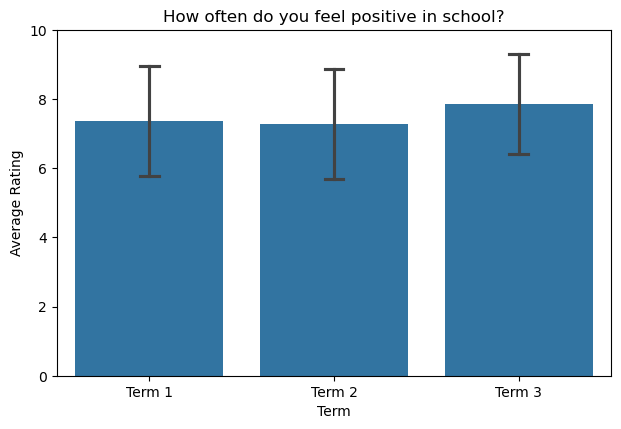 How often do you feel positive in school?
10
8
6
4
2
0
Average Rating
Term 1
Term 2
Term 3
Term